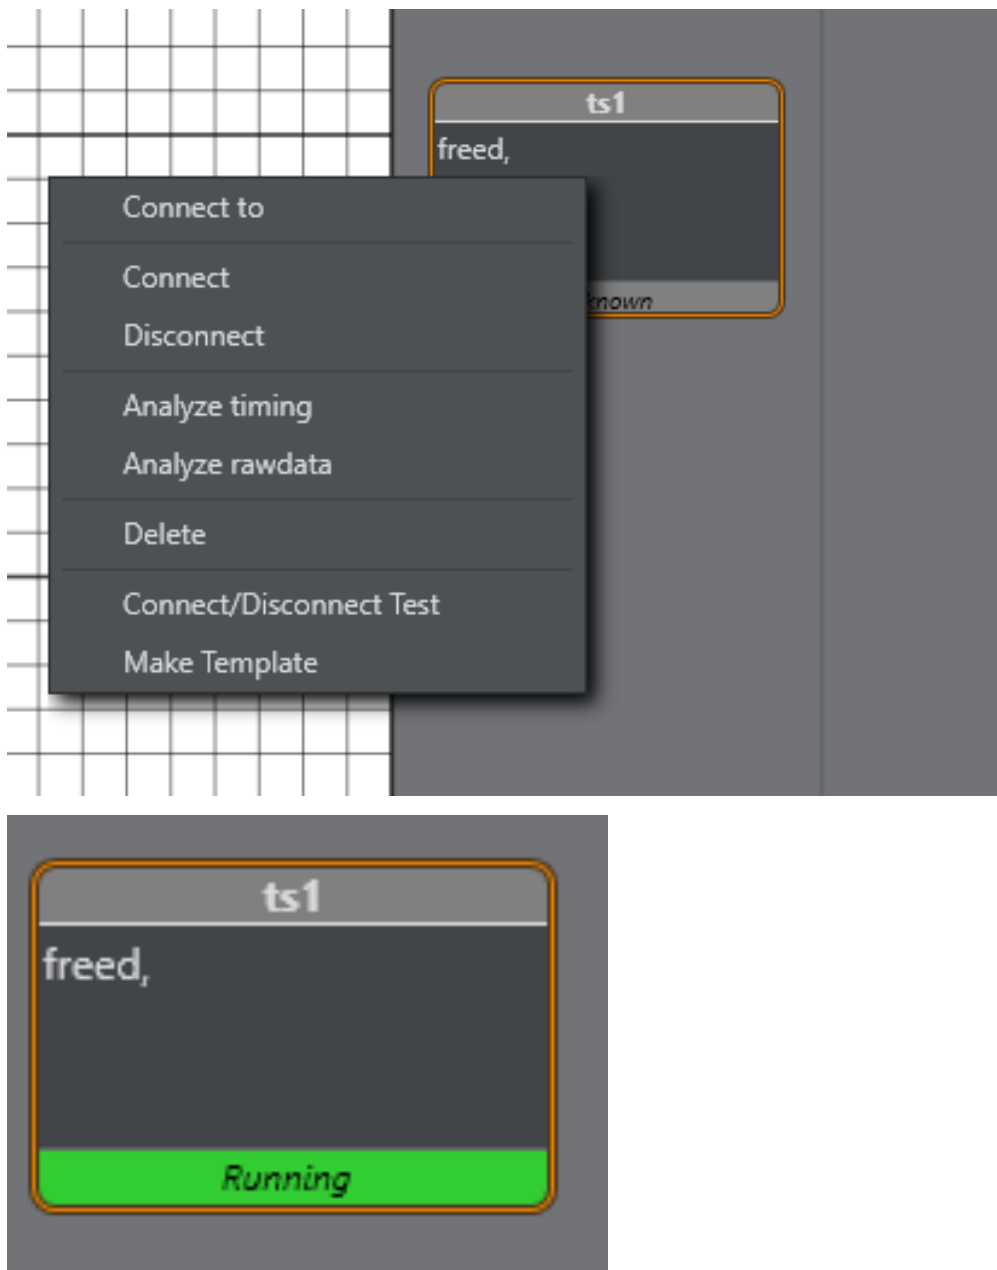 ts1
freed,
Connect to
Connect
Disconnect
known
Analyze timing
Analyze rawdata
Delete
Connect/Disconnect Test
Make Template
ts1
freed,
Running